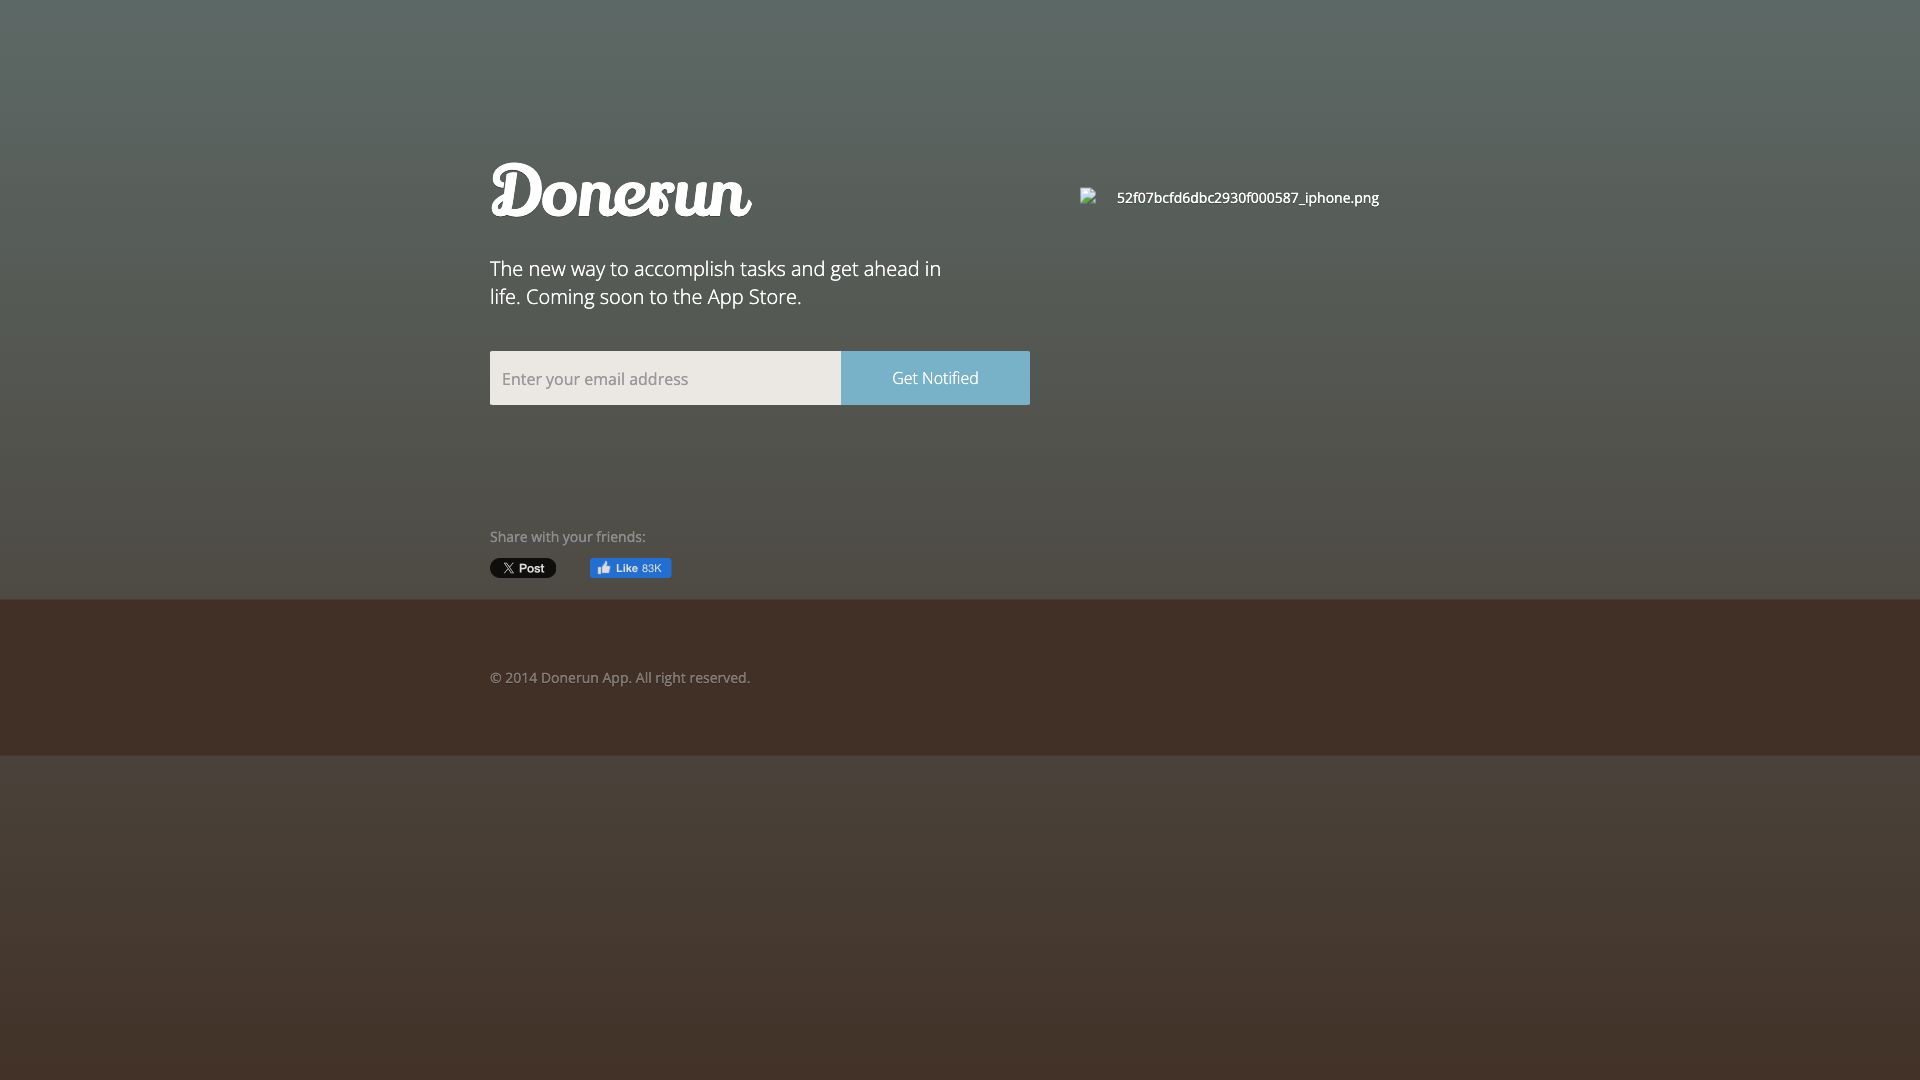 Donerun
52f07bcfd6dbc2930f000587_iphone.png
The new way to accomplish tasks and get ahead in
life. Coming soon to the App Store.
Enter your email address
Get Notified
Share with your friends:
X Post
Like 83K
© 2014 Donerun App. All right reserved.